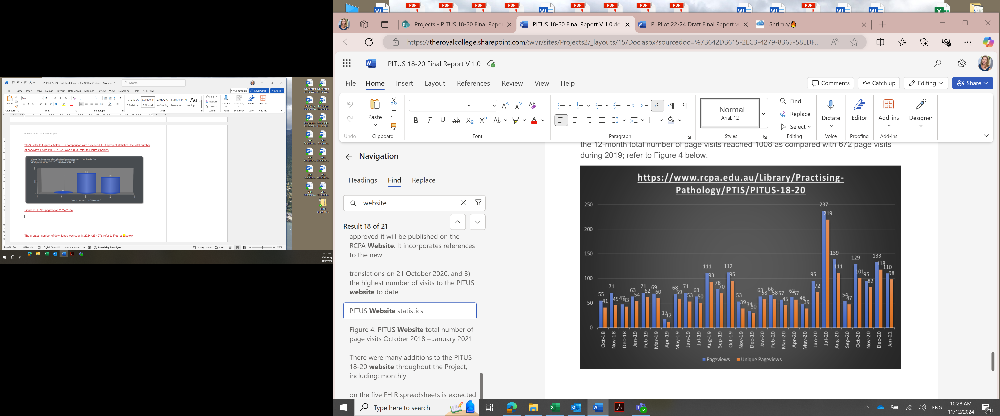 PI Pilot 22-24 Draft Final Report v0.6_12 Dec VC.docx • Saving...
Search
File Home Insert Draw Design Layout References Mailings Review View Developer Help ACROBAT
Comments Reviewing Share
Paste
Arial 11
Find
Replace
Select
Dictate
Sensitivity
Editor
Add-ins
AaBbCc AaBbCcD AaBbCcDc AaBbCcD 1. Aa
¶ Bullet Le... ¶ Normal No Spacing Recomme... Heading 1
Clipboard Font Paragraph Styles Editing Voice Sensitivity Editor Add-ins
PI Pilot 22-24 Draft Final Report
2023 (refer to Figure x below). In comparison with previous PITUS project statistics, the total number
of pageviews from PITUS 18-20 was 1,853 (refer to Figure x below).
Pathology Terminology and Information Standardisation Projects - Pageviews by Year
From: "01 Dec 2022" - To: "30 Nov 2024"
Figure x PI Pilot pageviews 2022-2024
The greatest number of downloads was seen in 2024 (23,457); refer to Figures x below.
Page 28 of 46 13864 words English (Australia) Text Predictions: On Accessibility: Investigate Display Settings Focus 110%
10:28 AM
Wednesday
11/12/2024
Projects - PITUS 18-20 Final Repo
PITUS 18-20 Final Report V 1.0.do
PI Pilot 22-24 Draft Final Report v
Shrimp/🔥
https://theroyalcollege.sharepoint.com/:w:/r/sites/Projects2/_layouts/15/Doc.aspx?sourcedoc=%7B642DB615-2EC3-4279-8365-58EDF...
PITUS 18-20 Final Report V 1.0
File Home Insert Layout References Review View Help
Comments Catch up Editing Share
Paste
Normal
Arial, 12
Find
Replace
Select
Dictate
Editor
Add-ins
Designer
Undo Clipboard Font Paragraph Styles Editing Voice Proofing Add-ins
Navigation
Headings Find Replace
website
Result 18 of 21
approved it will be published on the
RCPA Website. It incorporates references
to the new
translations on 21 October 2020, and 3)
the highest number of visits to the PITUS
website to date.
PITUS Website statistics
Figure 4: PITUS Website total number of
page visits October 2018 – January 2021
There were many additions to the PITUS
18-20 website throughout the Project,
including: monthly
on the five FHIR spreadsheets is expected
the 12-month total number of page visits reached 1008 as compared with 672 page visits
during 2019; refer to Figure 4 below.
https://www.rcpa.edu.au/Library/Practising-
Pathology/PTIS/PITUS-18-20
250
200
150
100
50
0
55 71 47 63 71 69 17 68 71 63 111 78 112 53 34 63 66 57 62 48 95 237 139 54 129 95 133 110
41 45 43 54 62 60 12 59 53 50 93 70 95 39 30 58 58 45 57 39 72 219 111 47 101 82 118 98
Oct-18 Nov-18 Dec-18 Jan-19 Feb-19 Mar-19 Apr-19 May-19 Jun-19 Jul-19 Aug-19 Sep-19 Oct-19 Nov-19 Dec-19 Jan-20 Feb-20 Mar-20 Apr-20 May-20 Jun-20 Jul-20 Aug-20 Sep-20 Oct-20 Nov-20 Dec-20 Jan-21
Pageviews Unique Pageviews
Type here to search
ENG
10:28 AM
11/12/2024
21